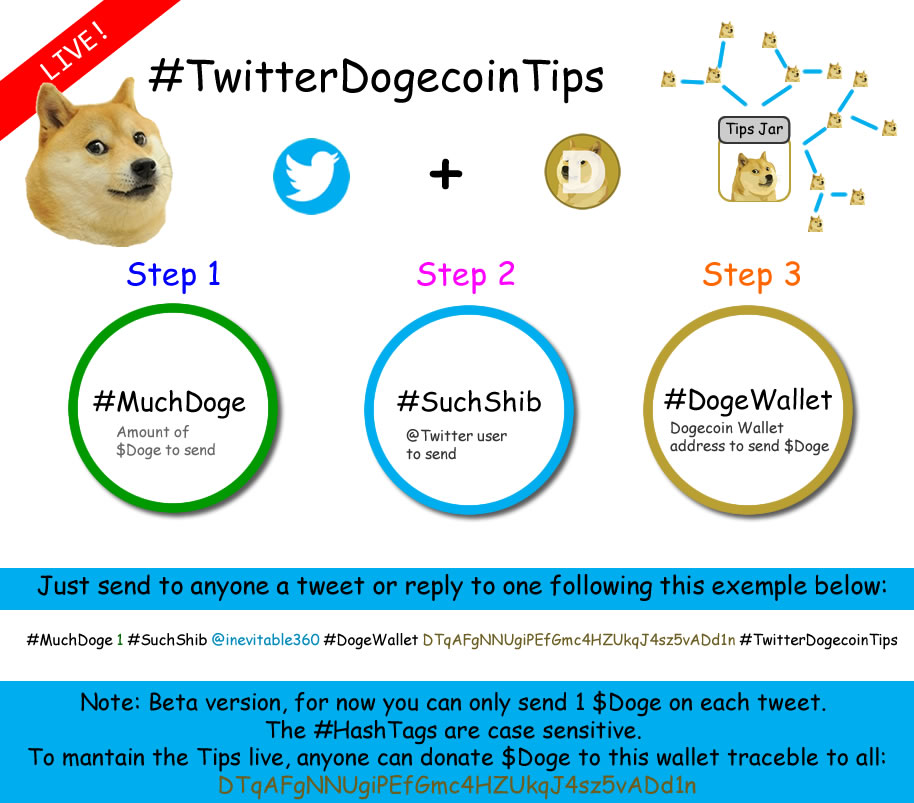 LIVE!
#TwitterDogecoinTips
Tips Jar
+
D
Step 1
Step 2
Step 3
#MuchDoge
Amount of
$Doge to send
#SuchShib
@Twitter user
to send
#DogeWallet
Dogecoin Wallet
address to send $Doge
Just send to anyone a tweet or reply to one following this exemple below:
#MuchDoge 1 #SuchShib @inevitable360 #DogeWallet DTqAFgNNUgiPEfGmc4HZUkqJ4sz5vADd1n #TwitterDogecoinTips
Note: Beta version, for now you can only send 1 $Doge on each tweet.
The #HashTags are case sensitive.
To mantain the Tips live, anyone can donate $Doge to this wallet traceble to all:
DTqAFgNNUgiPEfGmc4HZUkqJ4sz5vADd1n